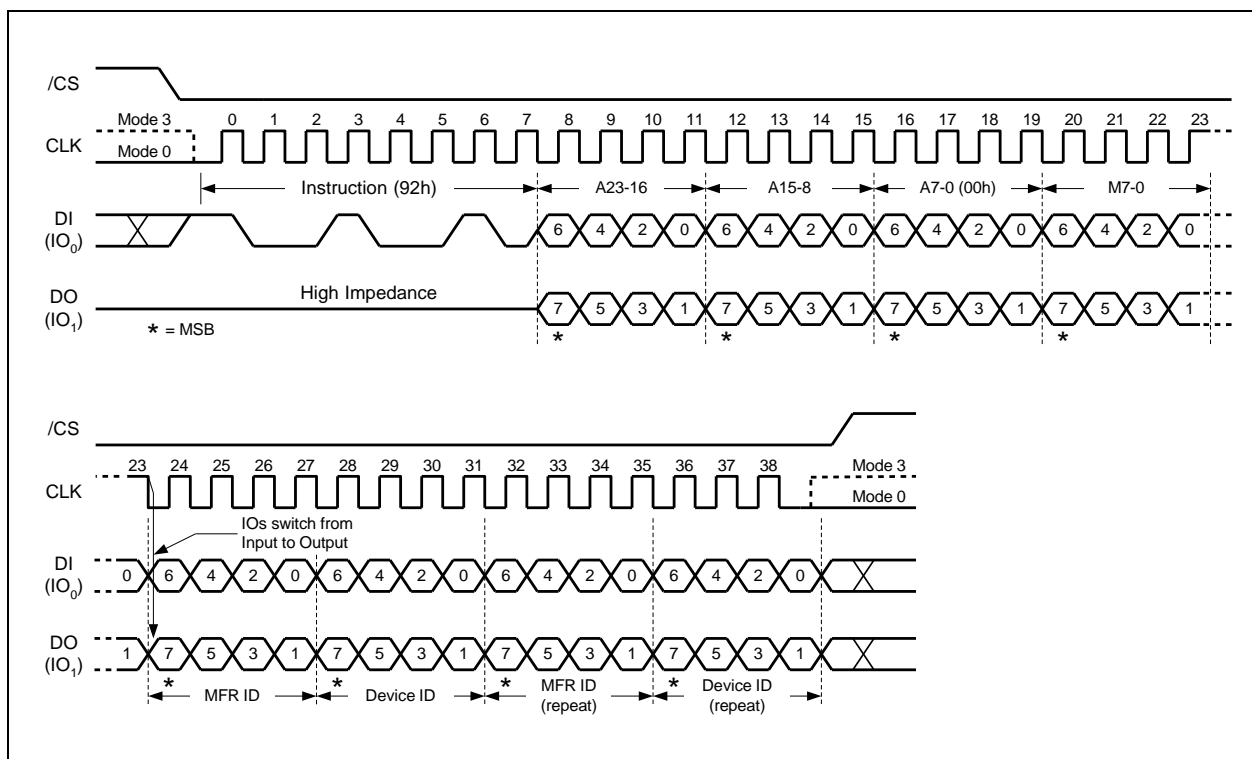 /CS
Mode 3
0 1 2 3 4 5 6 7 8 9 10 11 12 13 14 15 16 17 18 19 20 21 22 23
CLK
Mode 0
Instruction (92h) A23-16 A15-8 A7-0 (00h) M7-0
DI
(IO0)
6 4 2 0 6 4 2 0 6 4 2 0 6 4 2 0
High Impedance
DO
(IO1)
7 5 3 1 7 5 3 1 7 5 3 1 7 5 3 1
* = MSB
* * * *
/CS
23 24 25 26 27 28 29 30 31 32 33 34 35 36 37 38
Mode 3
CLK
Mode 0
IOs switch from
Input to Output
DI
(IO0)
0 6 4 2 0 6 4 2 0 6 4 2 0 6 4 2 0
DO
(IO1)
1 7 5 3 1 7 5 3 1 7 5 3 1 7 5 3 1
* * * *
MFR ID Device ID MFR ID
(repeat)
Device ID
(repeat)